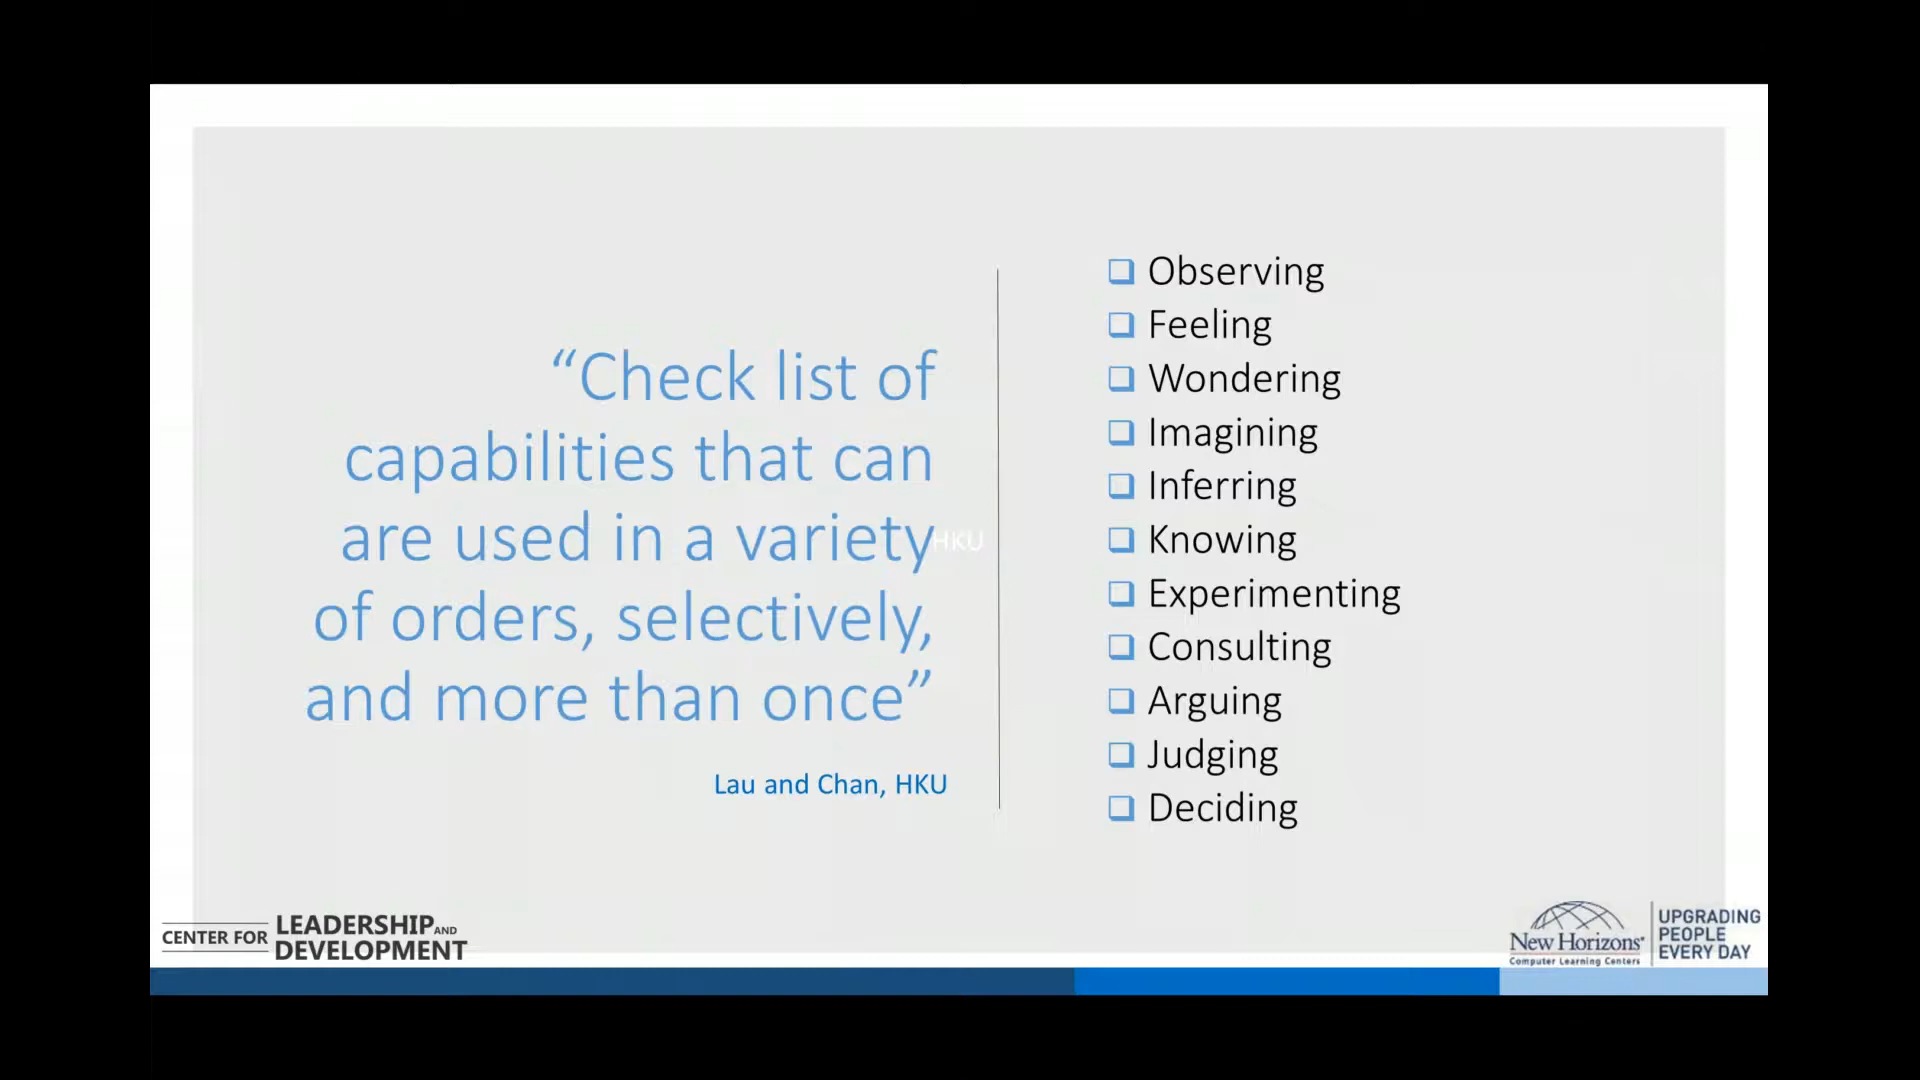 “Check list of
capabilities that can
are used in a variety
of orders, selectively,
and more than once”
HKU
Lau and Chan, HKU
Observing
Feeling
Wondering
Imagining
Inferring
Knowing
Experimenting
Consulting
Arguing
Judging
Deciding
CENTER FOR LEADERSHIP AND
DEVELOPMENT
New Horizons
Computer Learning Centers
UPGRADING
PEOPLE
EVERY DAY